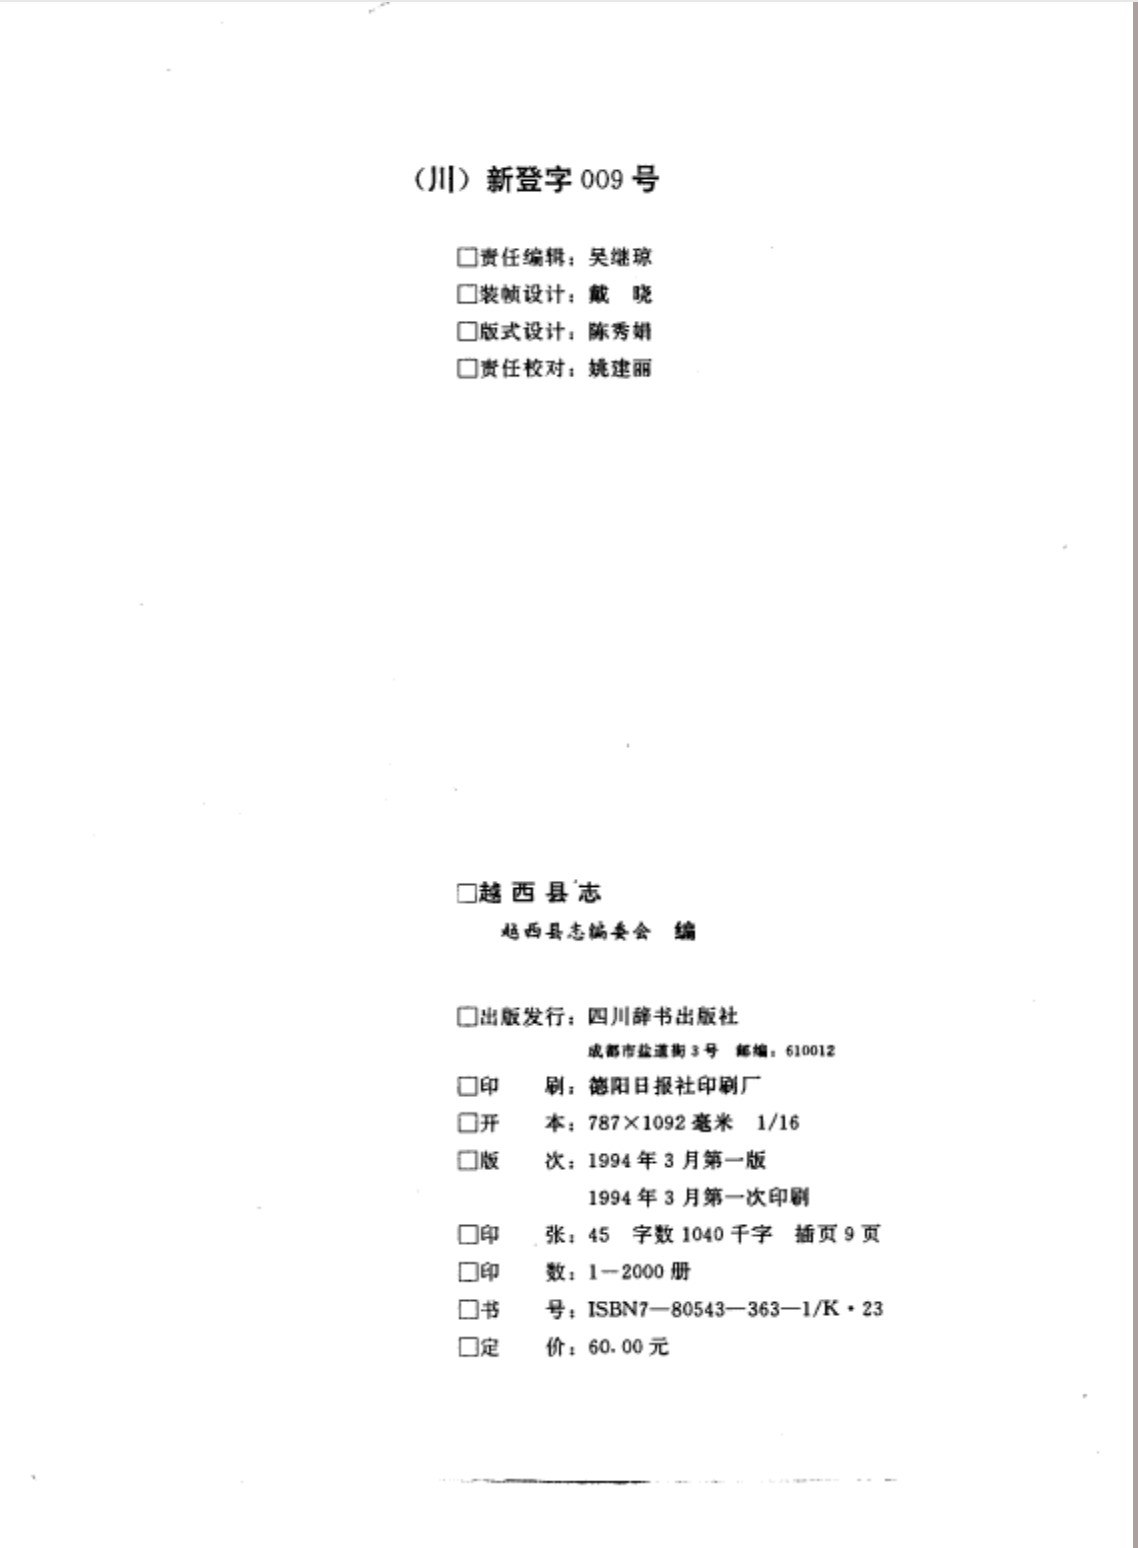 （川）新登字 009 号
□责任编辑：吴继琼
□装帧设计：戴　晓
□版式设计：陈秀娟
□责任校对：姚建丽
□越 西 县 志
越西县志编委会　编
□出版发行：四川辞书出版社
成都市盐道街 3 号　邮编：610012
□印　　刷：德阳日报社印刷厂
□开　　本：787×1092 毫米　1/16
□版　　次：1994 年 3 月第一版
1994 年 3 月第一次印刷
□印　　张：45　字数 1040 千字　插页 9 页
□印　　数：1—2000 册
□书　　号：ISBN7—80543—363—1/K・23
□定　　价：60.00 元